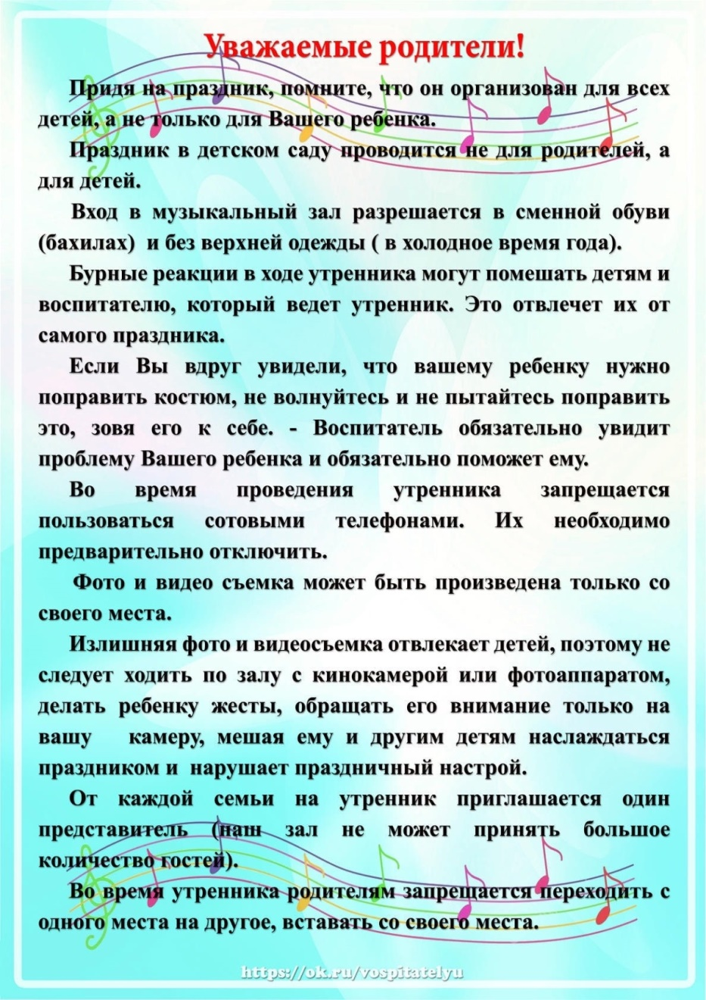 Уважаемые родители!
Придя на праздник, помните, что он организован для всех
детей, а не только для Вашего ребенка.
Праздник в детском саду проводится не для родителей, а
для детей.
Вход в музыкальный зал разрешается в сменной обуви
(бахилах) и без верхней одежды ( в холодное время года).
Бурные реакции в ходе утренника могут помешать детям и
воспитателю, который ведет утренник. Это отвлечет их от
самого праздника.
Если Вы вдруг увидели, что вашему ребенку нужно
поправить костюм, не волнуйтесь и не пытайтесь поправить
это, зовя его к себе. - Воспитатель обязательно увидит
проблему Вашего ребенка и обязательно поможет ему.
Во время проведения утренника запрещается
пользоваться сотовыми телефонами. Их необходимо
предварительно отключить.
Фото и видео съемка может быть произведена только со
своего места.
Излишняя фото и видеосъемка отвлекает детей, поэтому не
следует ходить по залу с кинокамерой или фотоаппаратом,
делать ребенку жесты, обращать его внимание только на
вашу камеру, мешая ему и другим детям наслаждаться
праздником и нарушает праздничный настрой.
От каждой семьи на утренник приглашается один
представитель (наш зал не может принять большое
количество гостей).
Во время утренника родителям запрещается переходить с
одного места на другое, вставать со своего места.
https://ok.ru/vospitatelyu